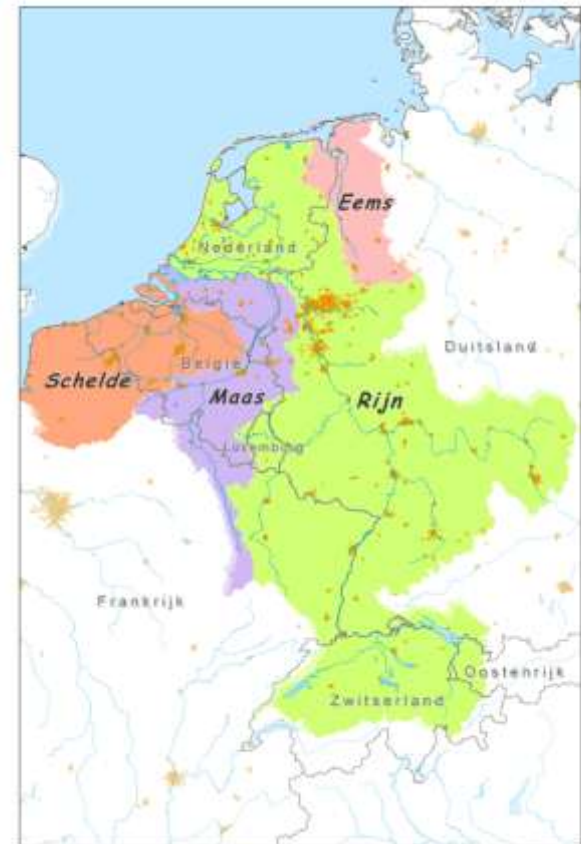 Eems
Nederland
Duitsland
België
Schelde
Maas
Rijn
Luxemburg
Frankrijk
Oostenrijk
Zwitserland